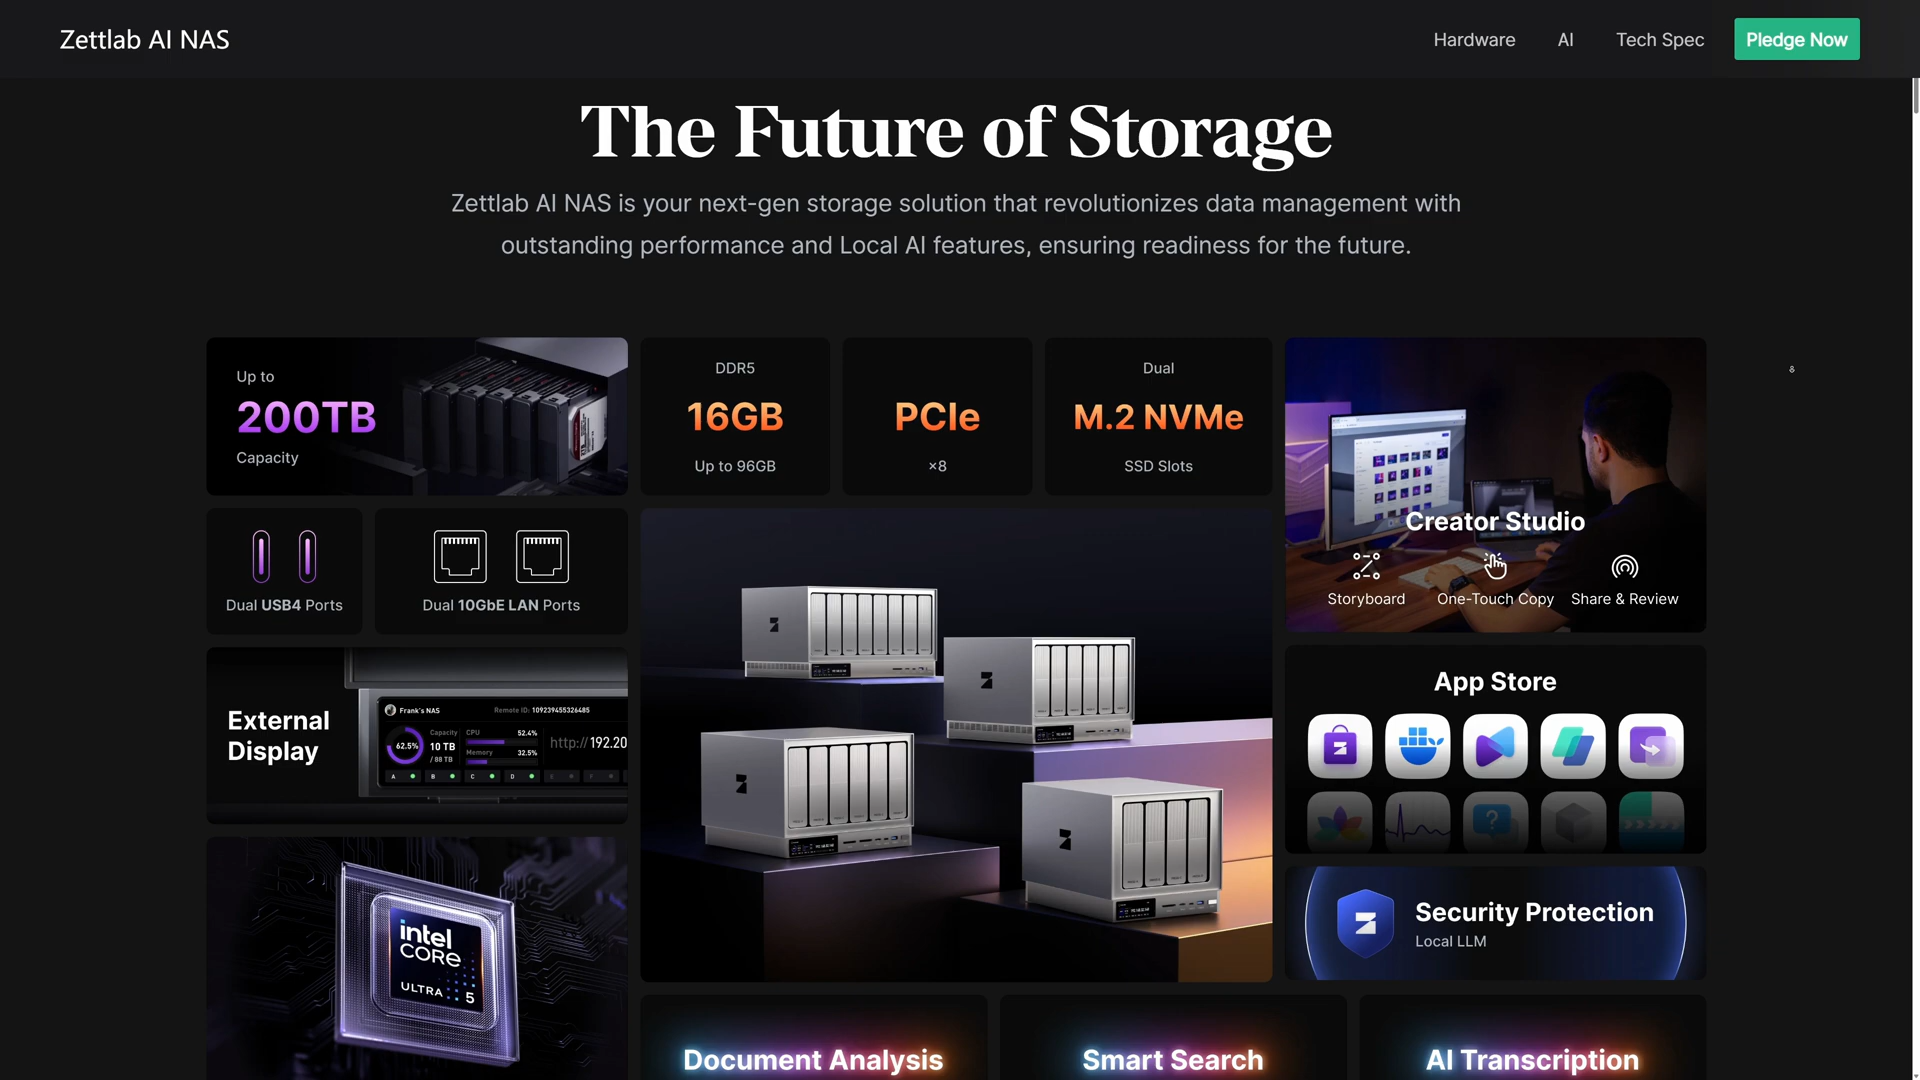 Zettlab AI NAS
Hardware
AI
Tech Spec
Pledge Now
The Future of Storage
Zettlab AI NAS is your next-gen storage solution that revolutionizes data management with
outstanding performance and Local AI features, ensuring readiness for the future.
Up to
200TB
Capacity
DDR5
16GB
Up to 96GB
PCIe
×8
Dual
M.2 NVMe
SSD Slots
Creator Studio
Storyboard
One-Touch Copy
Share & Review
Dual USB4 Ports
Dual 10GbE LAN Ports
External
Display
Frank's NAS
Remote ID: 109239455326485
62.5%
Capacity
10 TB
/ 88 TB
CPU
52.4%
Memory
32.5%
http://192.20
A
B
C
D
E
App Store
Security Protection
Local LLM
intel
CORE
ULTRA 5
Document Analysis
Smart Search
AI Transcription